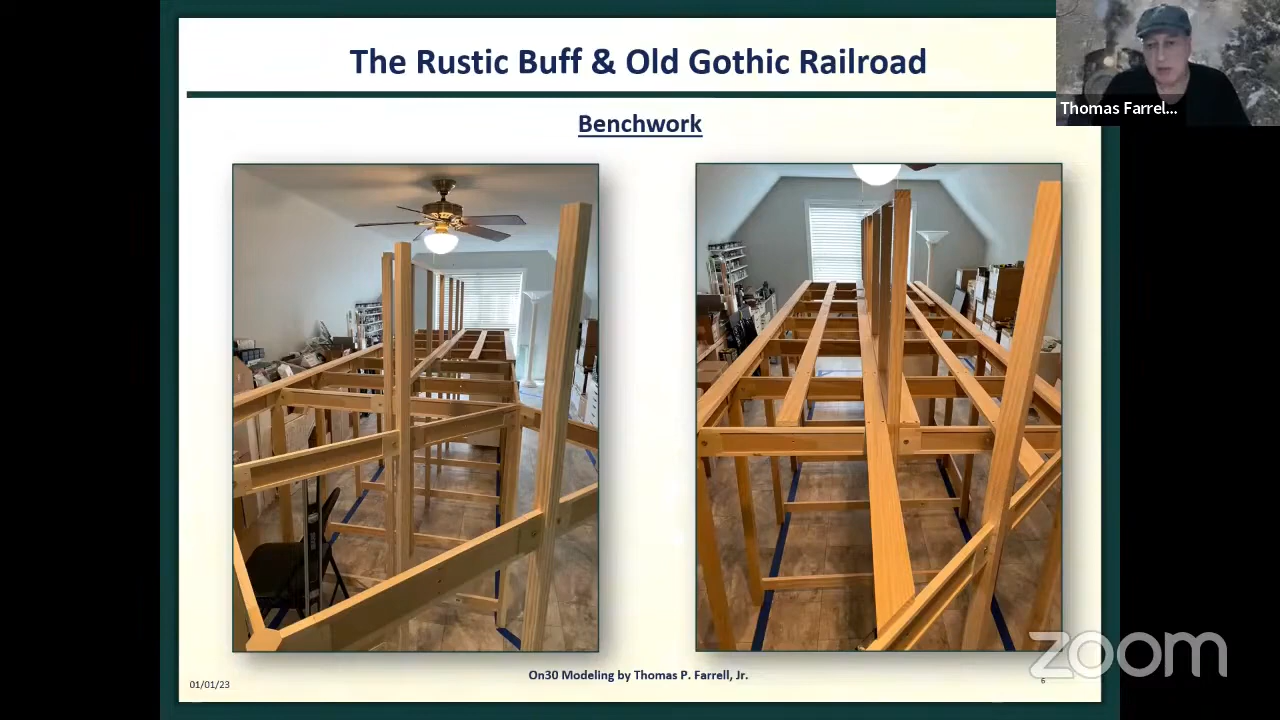 The Rustic Buff & Old Gothic Railroad
Thomas Farrel...
Benchwork
On30 Modeling by Thomas P. Farrell, Jr.
01/01/23
6
zoom